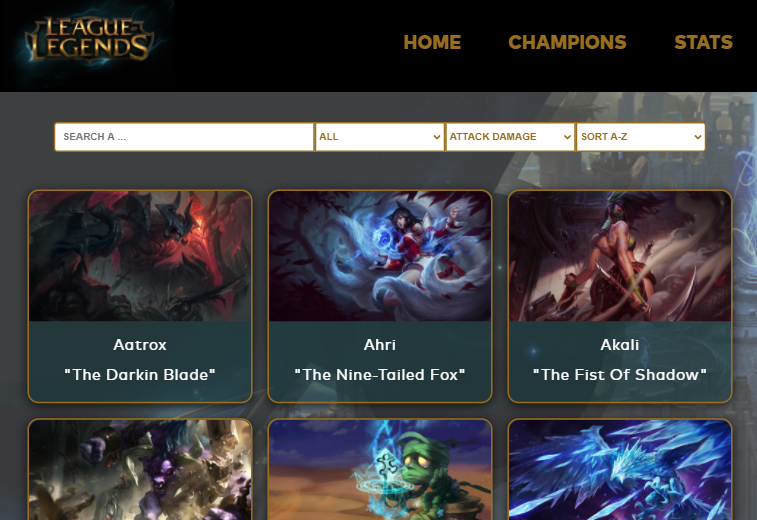 LEAGUE
LEGENDS
HOME CHAMPIONS STATS
SEARCH A ... ALL ATTACK DAMAGE SORT A-Z
Aatrox
"The Darkin Blade"
Ahri
"The Nine-Tailed Fox"
Akali
"The Fist Of Shadow"